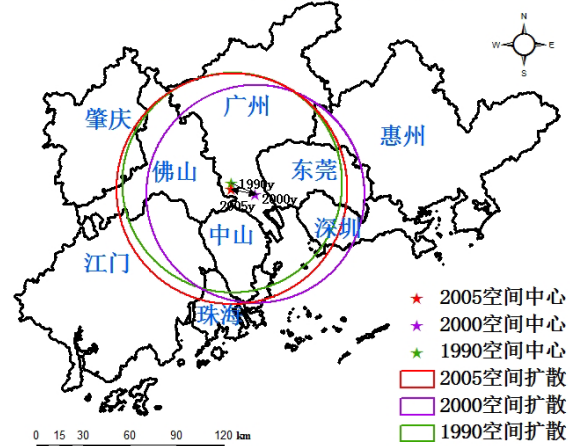 N
W E
S
广州
肇庆
惠州
佛山
东莞
1990y
2000y
2005y
中山
深圳
江门
珠海
2005空间中心
2000空间中心
1990空间中心
2005空间扩散
2000空间扩散
1990空间扩散
0 15 30 60 90 120 km